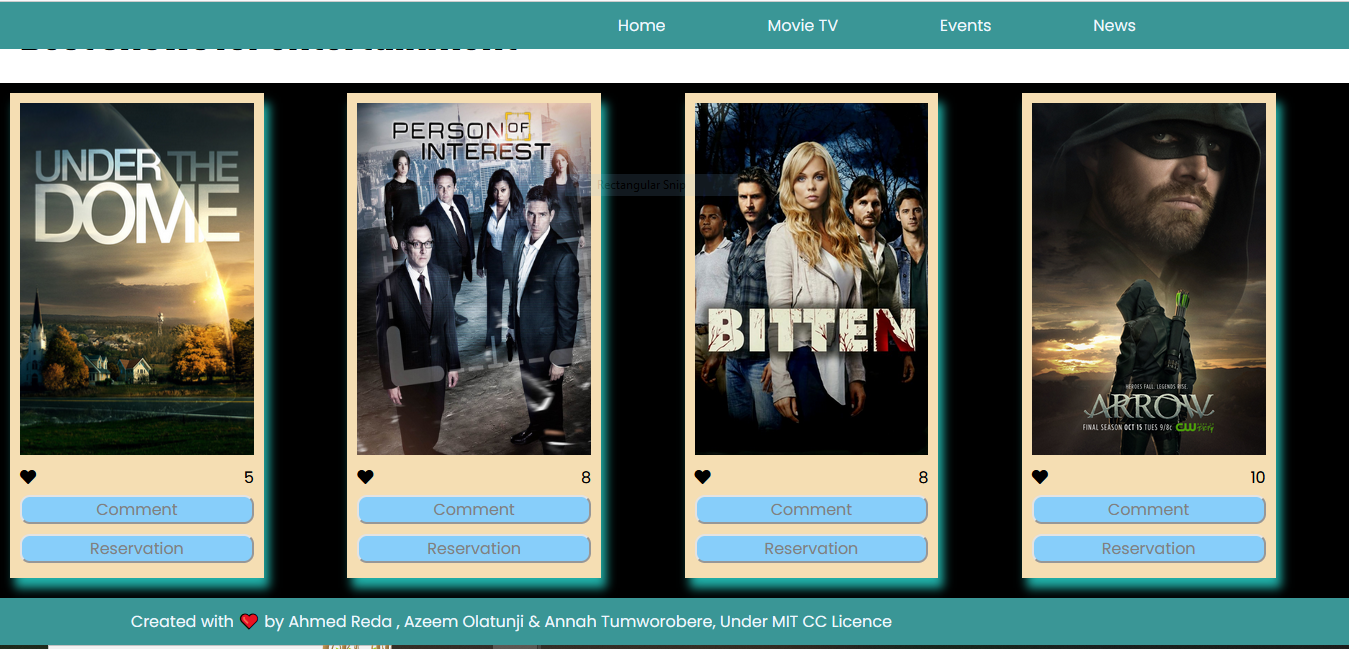 Home Movie TV Events News
UNDER THE
DOME
PERSON OF
INTEREST
Rectangular Snip
BITTEN
HEROES FALL. LEGENDS RISE.
ARROW
FINAL SEASON OCT 15 TUES 9/8c CW
5
8
8
10
Comment
Comment
Comment
Comment
Reservation
Reservation
Reservation
Reservation
Created with ❤️ by Ahmed Reda , Azeem Olatunji & Annah Tumworobere, Under MIT CC Licence